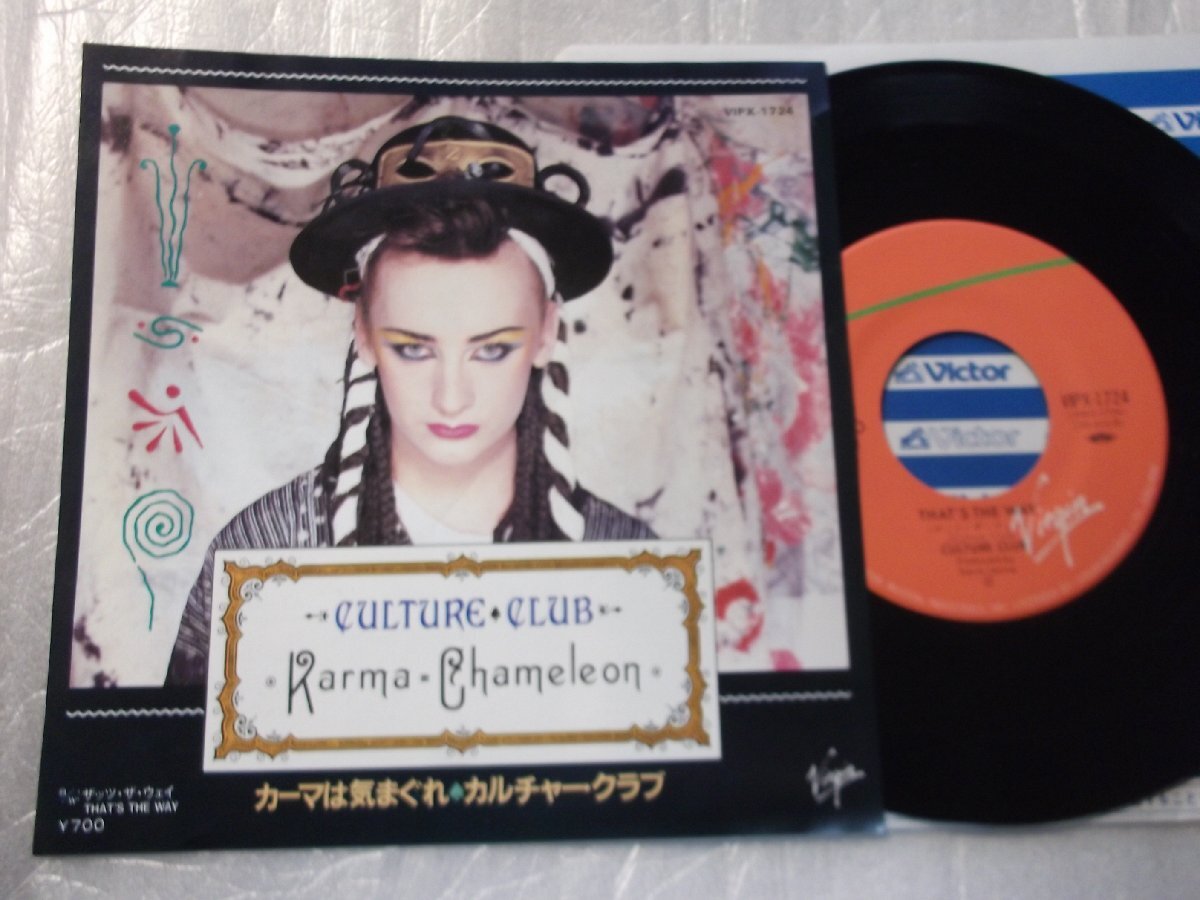 VIPX-1724
CULTURE♠CLUB
Karma-Chameleon
カーマは気まぐれ◆カルチャー・クラブ
ザッツ・ザ・ウェイ
THAT'S THE WAY
¥700
Virgin
Victor
Victor
VIPX-1724
THAT'S THE WAY
CULTURE CLUB
Virgin
Vi